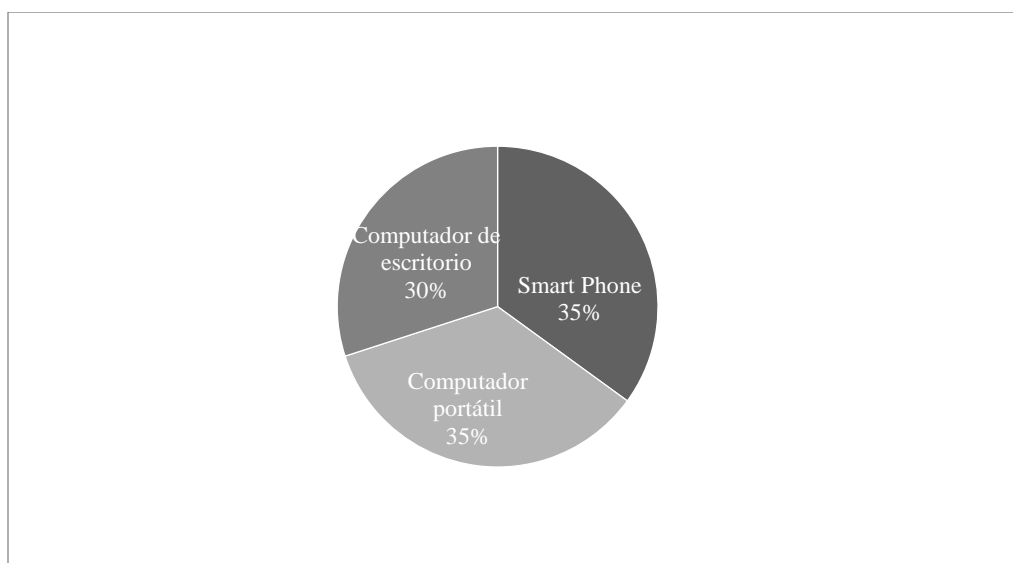 Computador de
escritorio
30%
Smart Phone
35%
Computador
portátil
35%